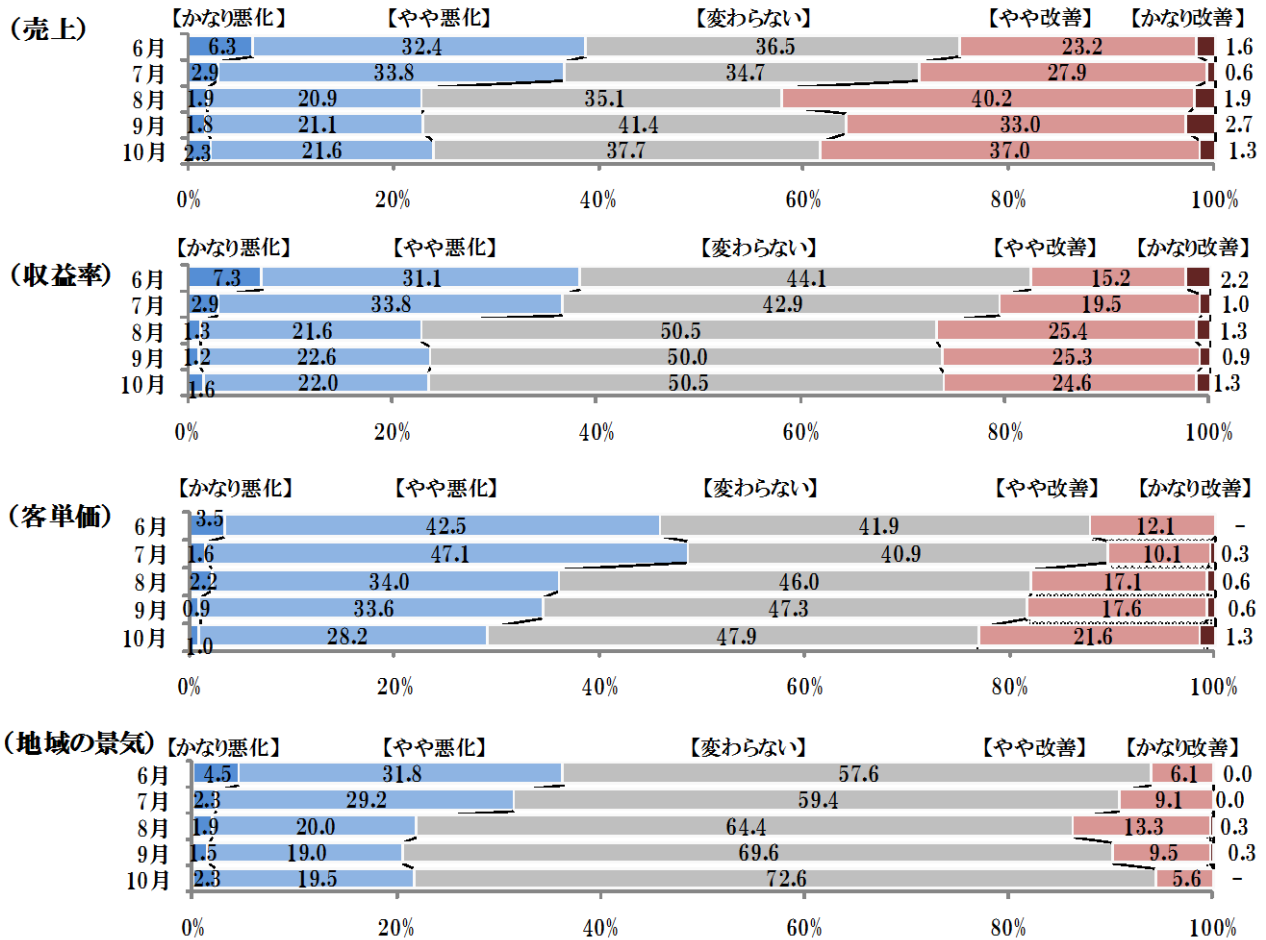 (売上)
【かなり悪化】 【やや悪化】 【変わらない】 【やや改善】 【かなり改善】
6月 6.3 32.4 36.5 23.2 1.6
7月 2.9 33.8 34.7 27.9 0.6
8月 1.9 20.9 35.1 40.2 1.9
9月 1.8 21.1 41.4 33.0 2.7
10月 2.3 21.6 37.7 37.0 1.3
0% 20% 40% 60% 80% 100%
(収益率)
【かなり悪化】 【やや悪化】 【変わらない】 【やや改善】 【かなり改善】
6月 7.3 31.1 44.1 15.2 2.2
7月 2.9 33.8 42.9 19.5 1.0
8月 1.3 21.6 50.5 25.4 1.3
9月 1.2 22.6 50.0 25.3 0.9
10月 1.6 22.0 50.5 24.6 1.3
0% 20% 40% 60% 80% 100%
(客単価)
【かなり悪化】 【やや悪化】 【変わらない】 【やや改善】 【かなり改善】
6月 3.5 42.5 41.9 12.1 -
7月 1.6 47.1 40.9 10.1 0.3
8月 2.2 34.0 46.0 17.1 0.6
9月 0.9 33.6 47.3 17.6 0.6
10月 1.0 28.2 47.9 21.6 1.3
0% 20% 40% 60% 80% 100%
(地域の景気)
【かなり悪化】 【やや悪化】 【変わらない】 【やや改善】 【かなり改善】
6月 4.5 31.8 57.6 6.1 0.0
7月 2.3 29.2 59.4 9.1 0.0
8月 1.9 20.0 64.4 13.3 0.3
9月 1.5 19.0 69.6 9.5 0.3
10月 2.3 19.5 72.6 5.6 -
0% 20% 40% 60% 80% 100%